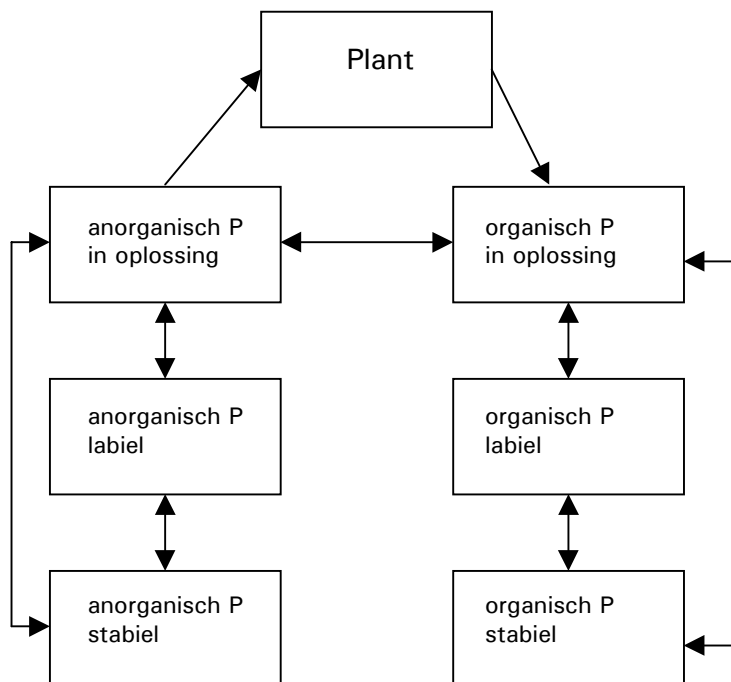 Plant
anorganisch P
in oplossing
organisch P
in oplossing
anorganisch P
labiel
organisch P
labiel
anorganisch P
stabiel
organisch P
stabiel